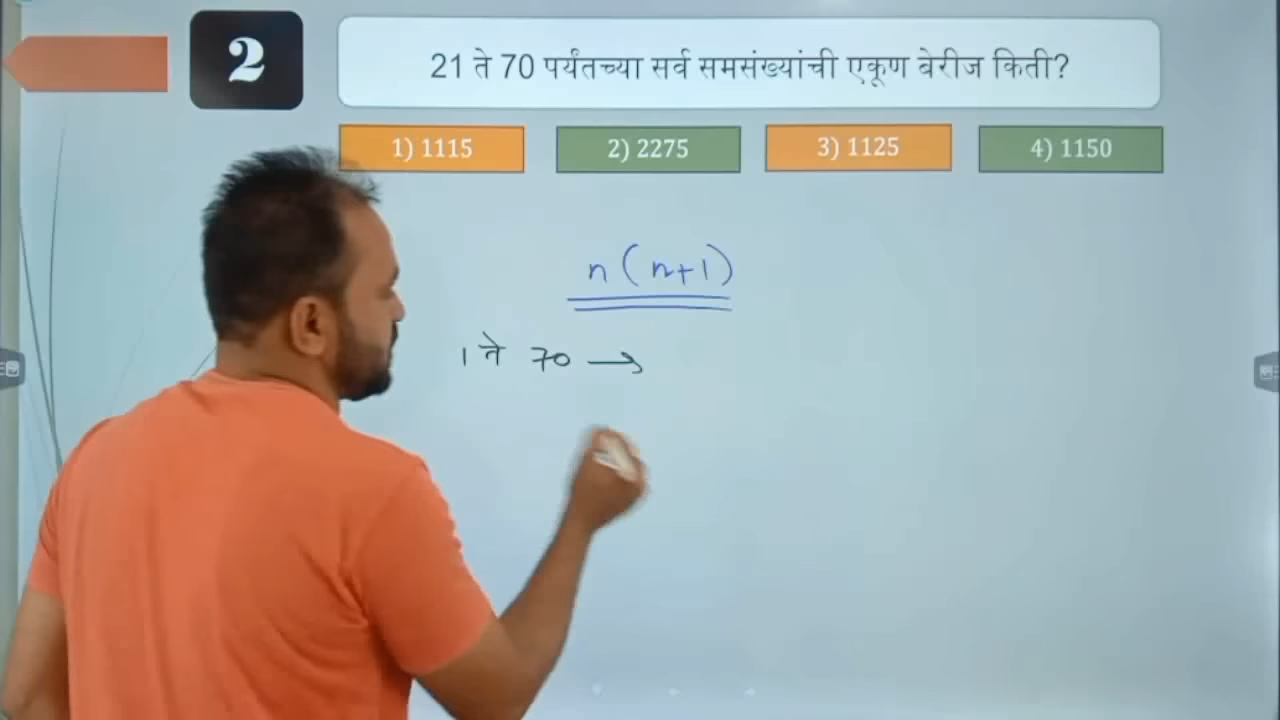 2
21 ते 70 पर्यंतच्या सर्व समसंख्यांची एकूण बेरीज किती?
1) 1115
2) 2275
3) 1125
4) 1150
n(n+1)
1 ते 70 →